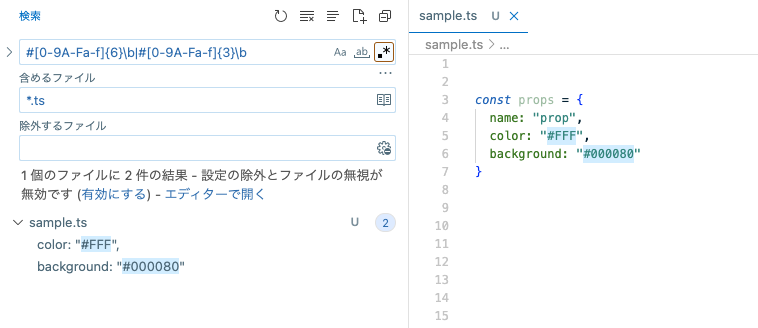 検索
#[0-9A-Fa-f]{6}\b|#[0-9A-Fa-f]{3}\b
Aa
ab
.*
含めるファイル
...
*.ts
除外するファイル
1 個のファイルに 2 件の結果 - 設定の除外とファイルの無視が
無効です (有効にする) - エディターで開く
sample.ts U 2
color: "#FFF",
background: "#000080"
sample.ts U
sample.ts > ...
1
2
3 const props = {
4 name: "prop",
5 color: "#FFF",
6 background: "#000080"
7 }
8
9
10
11
12
13
14
15